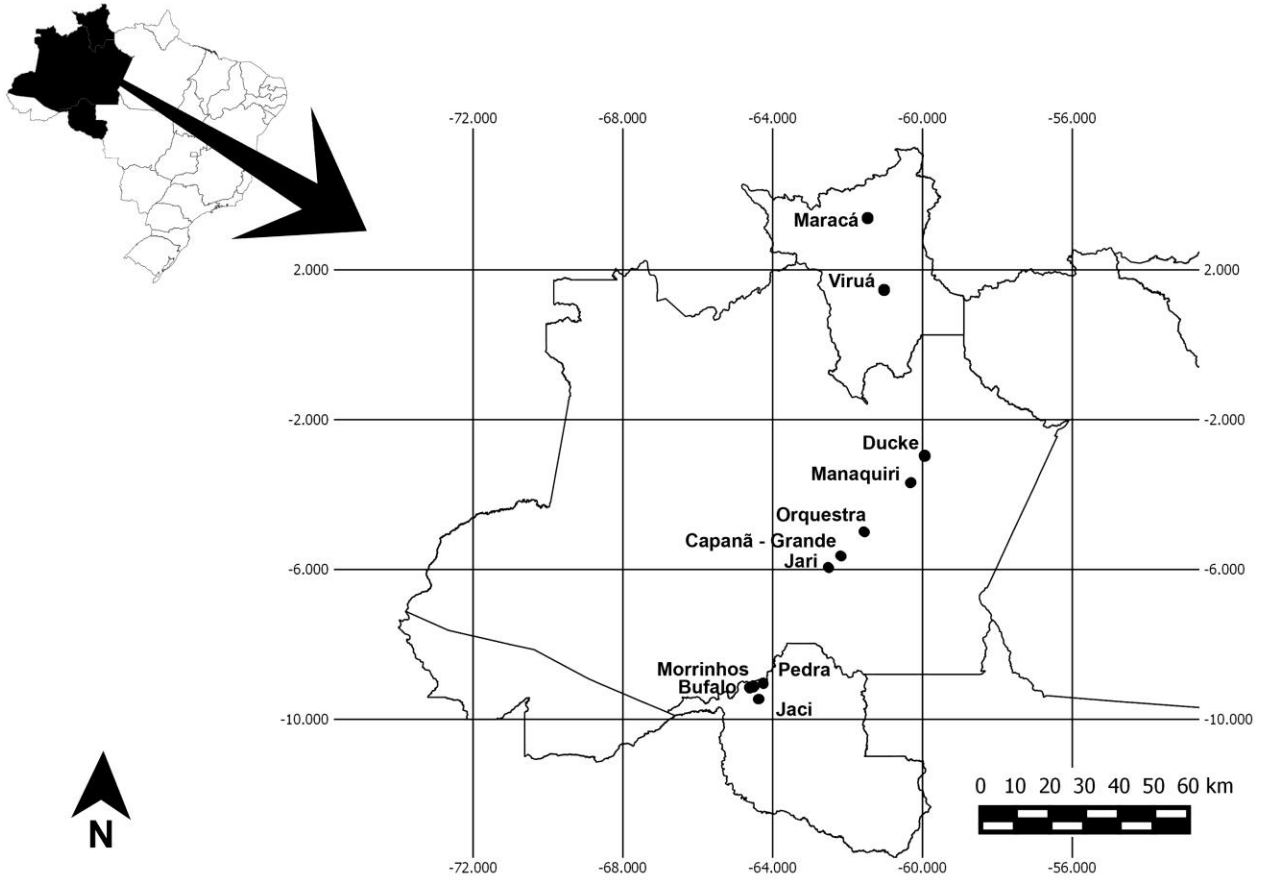 -72.000 -68.000 -64.000 -60.000 -56.000
Maracá
2.000 2.000
Viruá
-2.000 -2.000
Ducke
Manaquiri
Orquestra
Capanã - Grande
Jari
-6.000 -6.000
Morrinhos Pedra
Bufalo
Jaci
-10.000 -10.000
0 10 20 30 40 50 60 km
N
-72.000 -68.000 -64.000 -60.000 -56.000